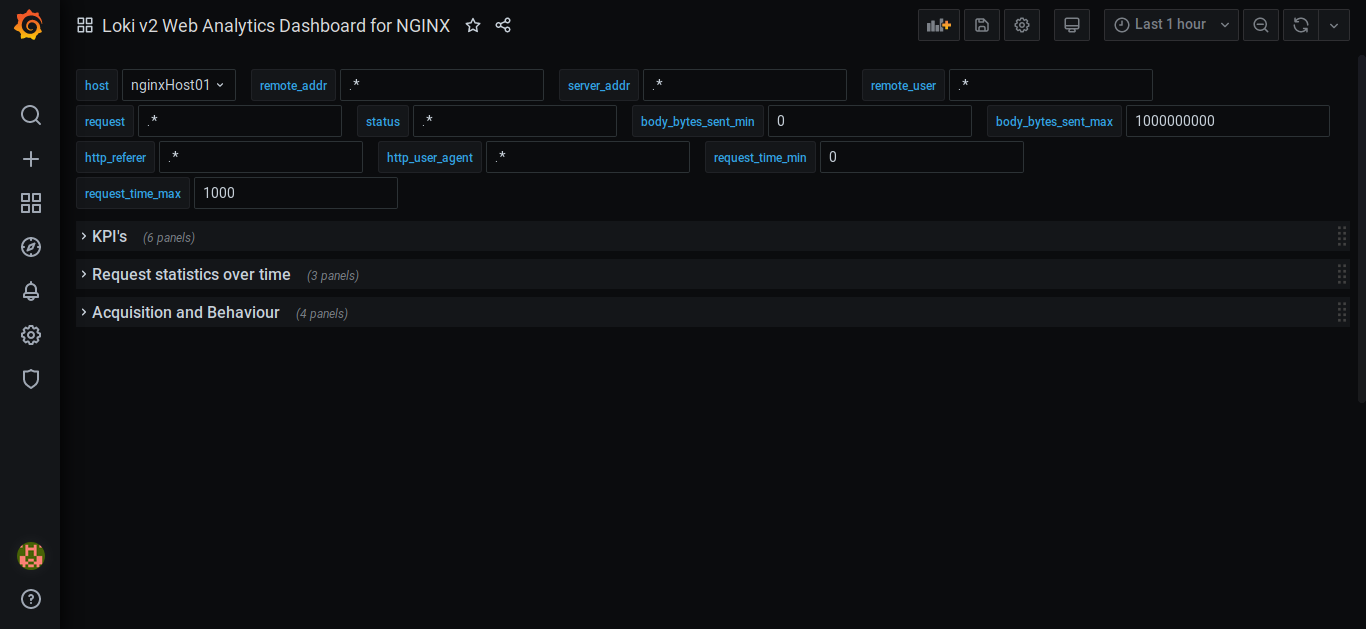 Loki v2 Web Analytics Dashboard for NGINX Last 1 hour
host nginxHost01 remote_addr .* server_addr .* remote_user .*
request .* status .* body_bytes_sent_min 0 body_bytes_sent_max 1000000000
http_referer .* http_user_agent .* request_time_min 0
request_time_max 1000
KPI's (6 panels)
Request statistics over time (3 panels)
Acquisition and Behaviour (4 panels)